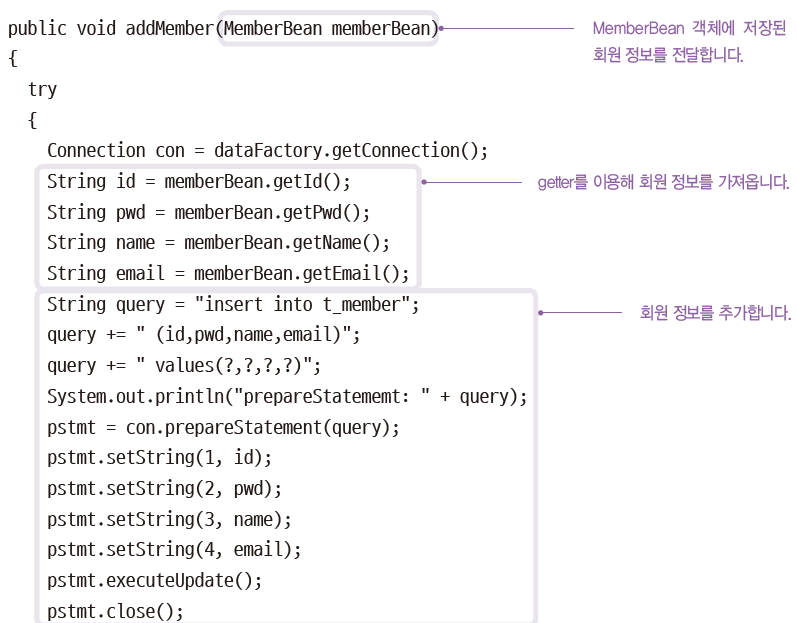 public void addMember(MemberBean memberBean)
MemberBean 객체에 저장된
회원 정보를 전달합니다.
{
try
{
Connection con = dataFactory.getConnection();
String id = memberBean.getId();
getter를 이용해 회원 정보를 가져옵니다.
String pwd = memberBean.getPwd();
String name = memberBean.getName();
String email = memberBean.getEmail();
String query = "insert into t_member";
회원 정보를 추가합니다.
query += " (id,pwd,name,email)";
query += " values(?,?,?,?)";
System.out.println("prepareStatememt: " + query);
pstmt = con.prepareStatement(query);
pstmt.setString(1, id);
pstmt.setString(2, pwd);
pstmt.setString(3, name);
pstmt.setString(4, email);
pstmt.executeUpdate();
pstmt.close();